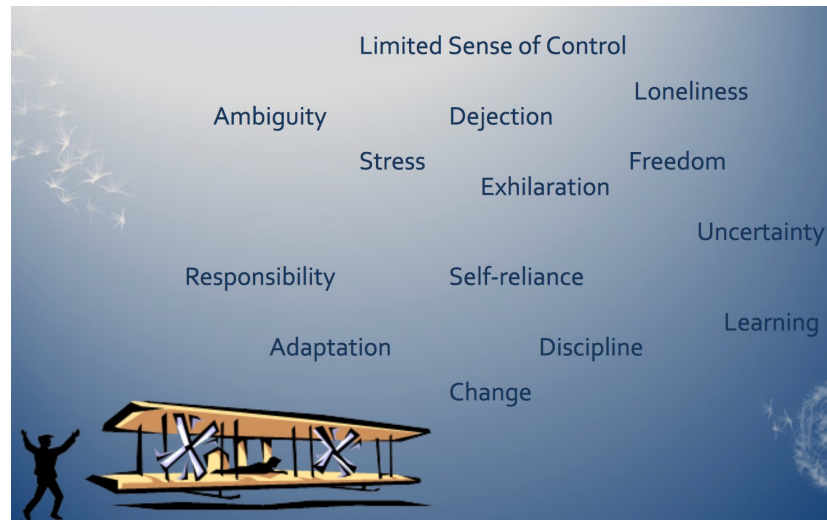 Limited Sense of Control
Loneliness
Ambiguity
Dejection
Stress
Freedom
Exhilaration
Uncertainty
Responsibility
Self-reliance
Learning
Adaptation
Discipline
Change